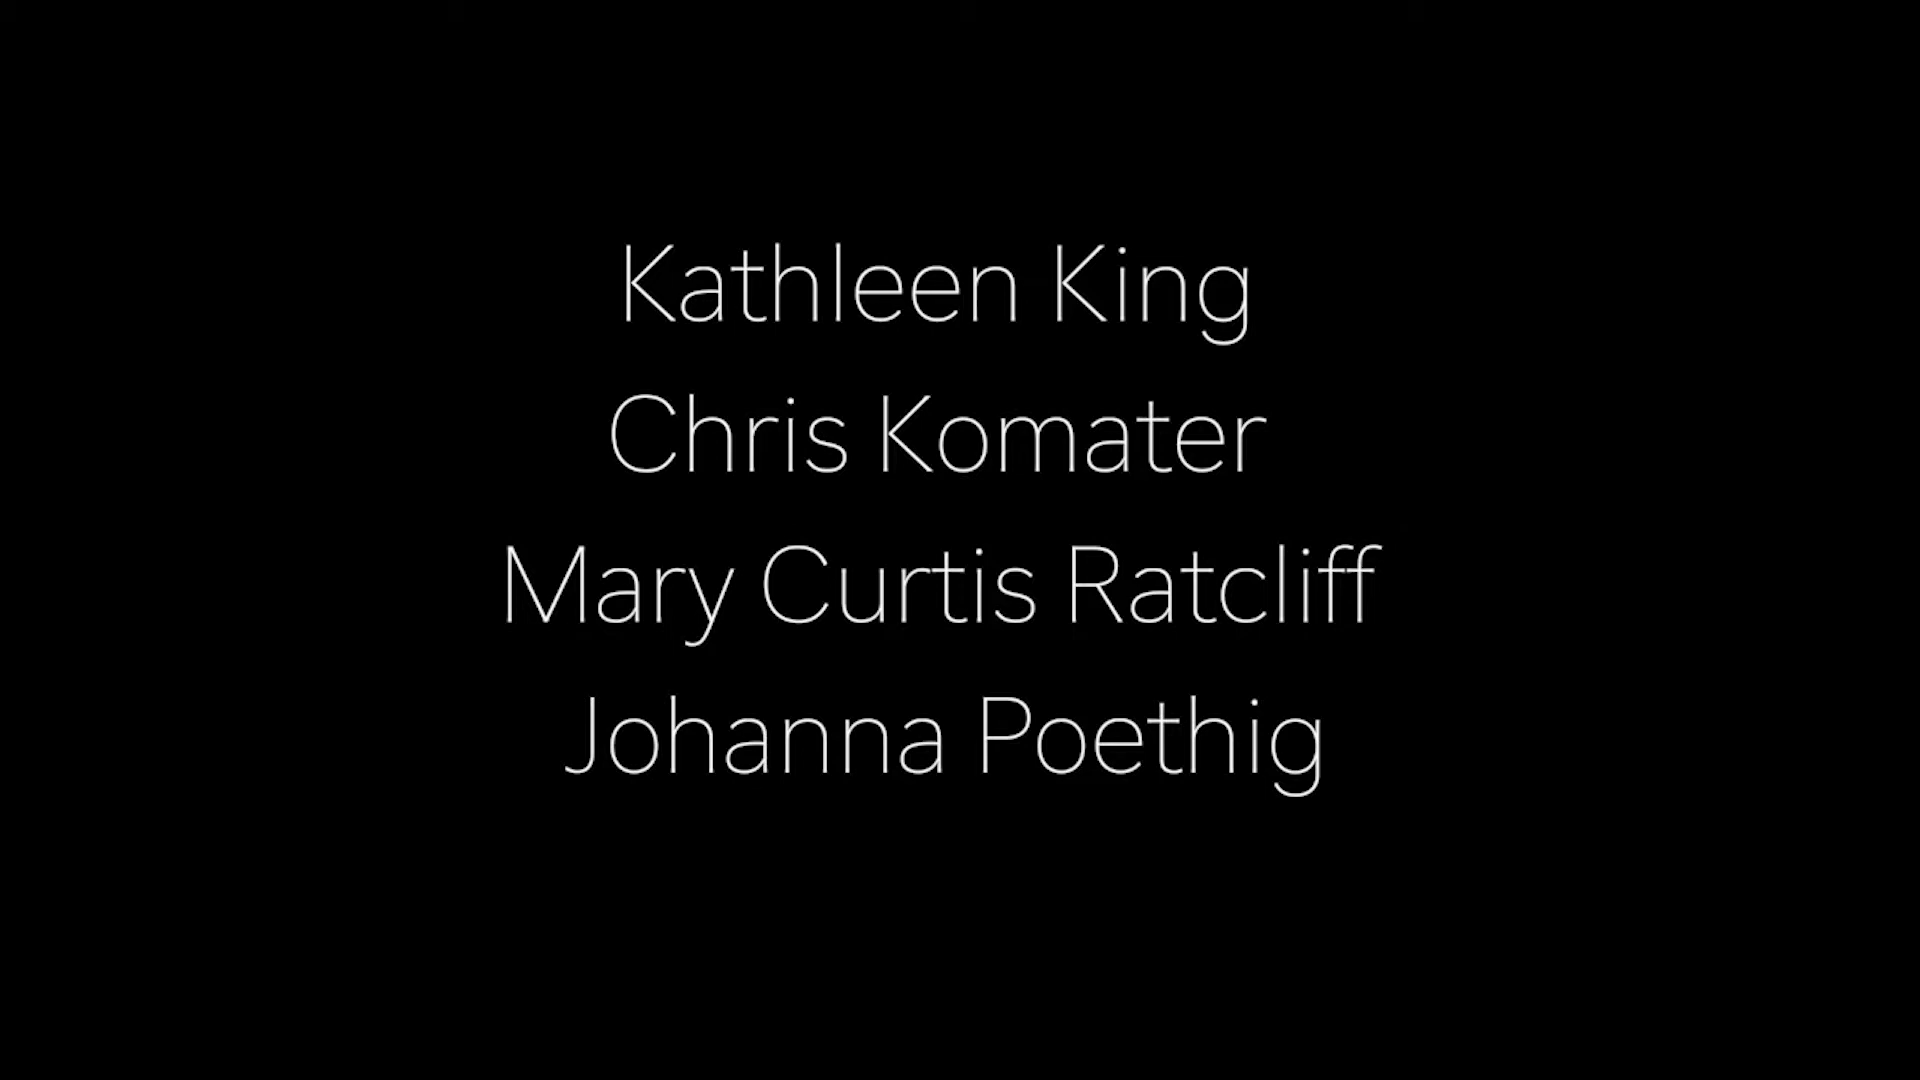 Kathleen King
Chris Komater
Mary Curtis Ratcliff
Johanna Poethig